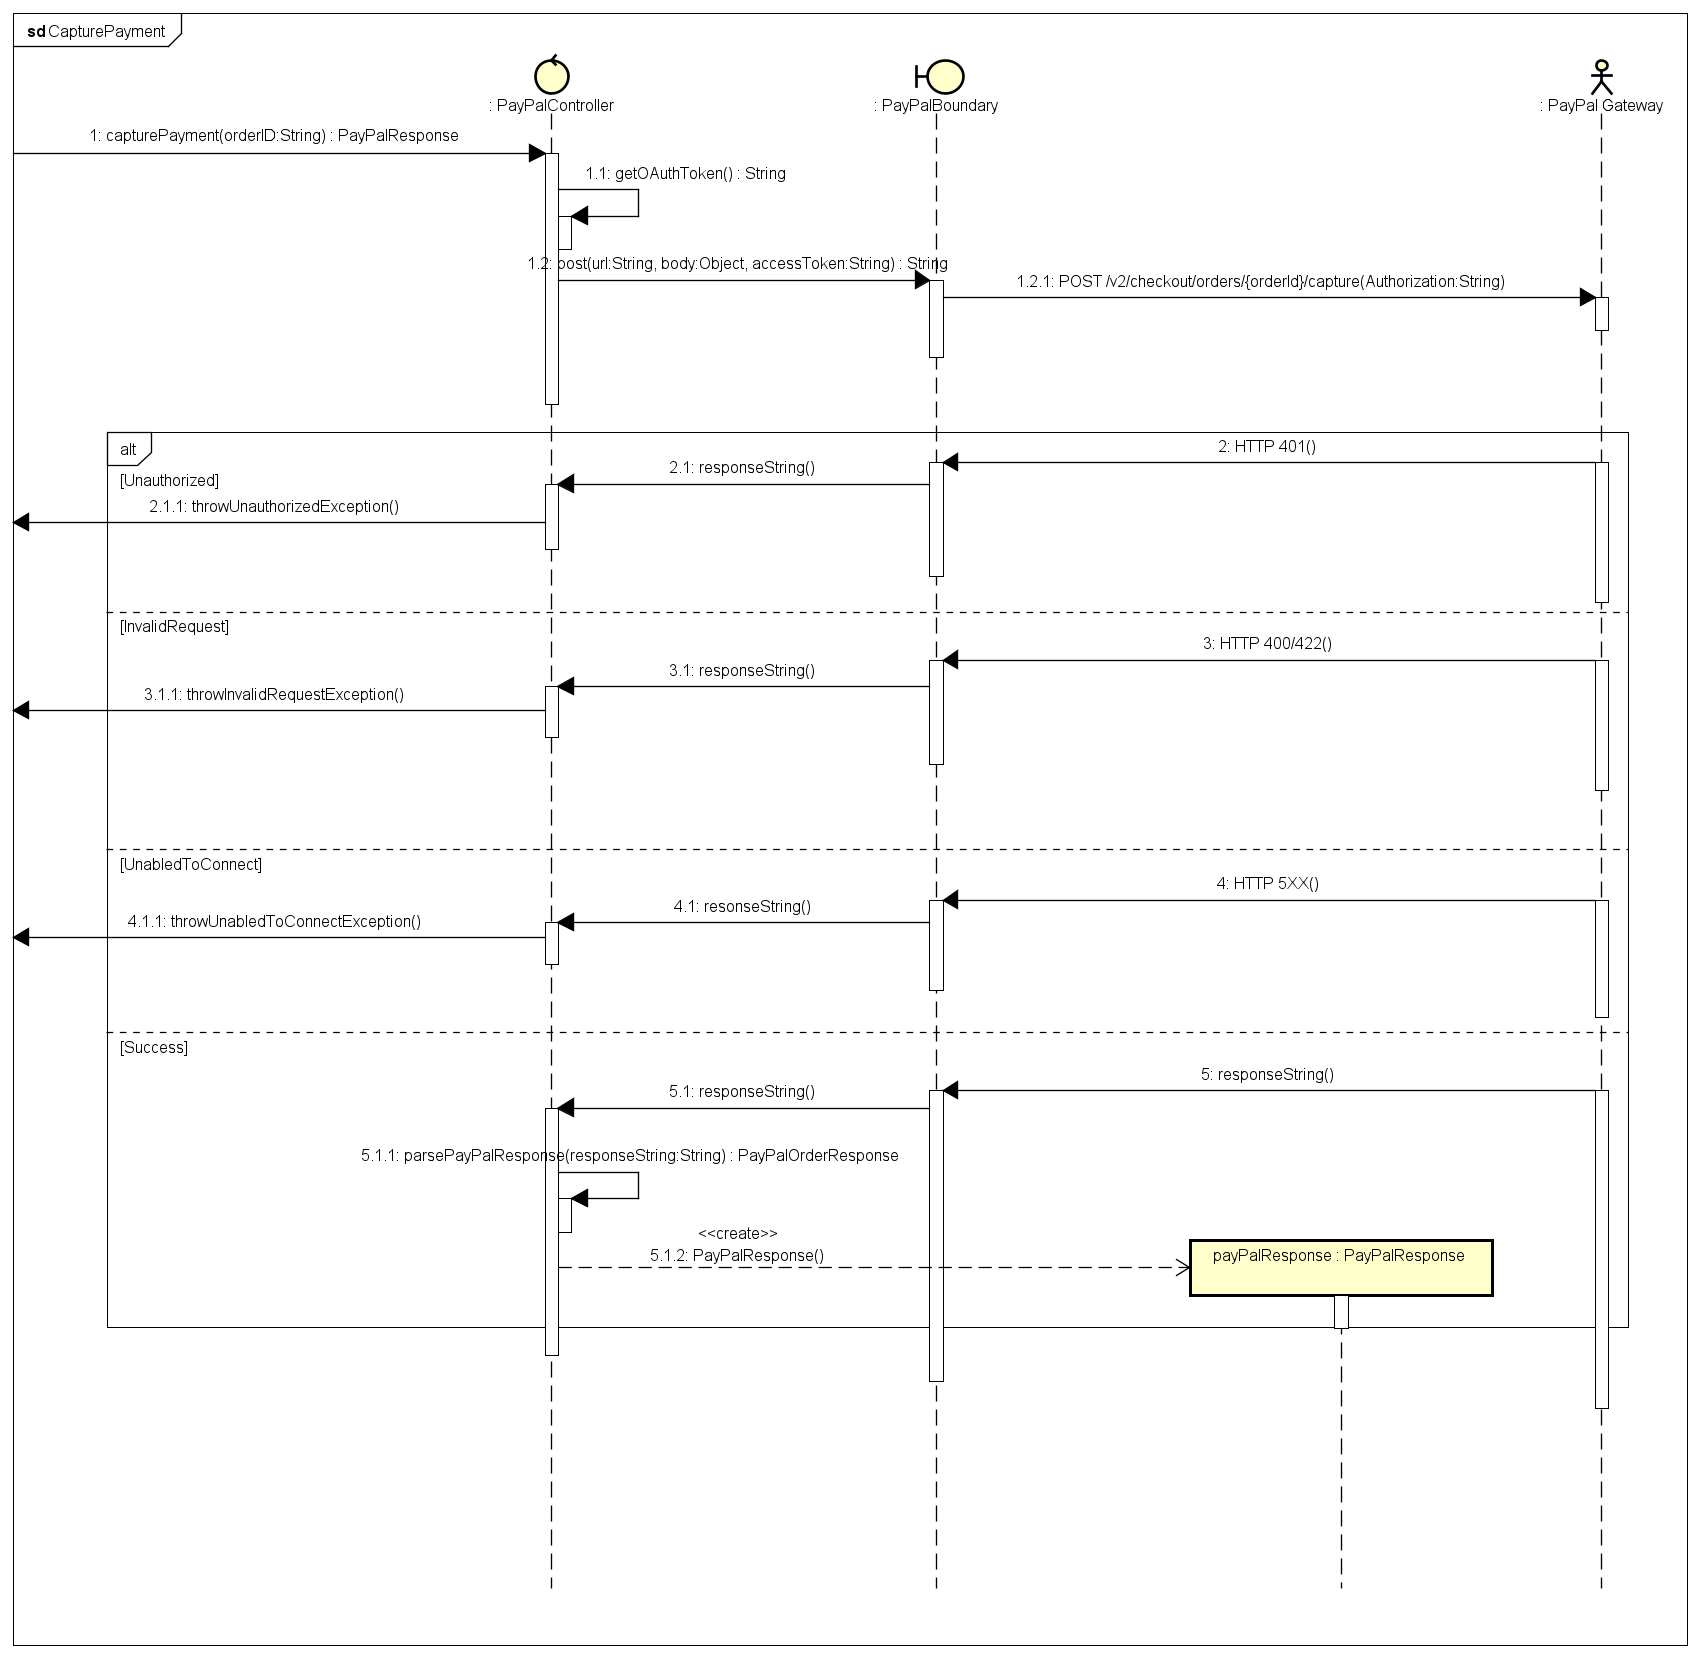 sd CapturePayment
: PayPalController
: PayPalBoundary
: PayPal Gateway
1: capturePayment(orderID:String) : PayPalResponse
1.1: getOAuthToken() : String
1.2: post(url:String, body:Object, accessToken:String) : String
1.2.1: POST /v2/checkout/orders/{orderId}/capture(Authorization:String)
alt
[Unauthorized]
2: HTTP 401()
2.1: responseString()
2.1.1: throwUnauthorizedException()
[InvalidRequest]
3: HTTP 400/422()
3.1: responseString()
3.1.1: throwInvalidRequestException()
[UnabledToConnect]
4: HTTP 5XX()
4.1: resonseString()
4.1.1: throwUnabledToConnectException()
[Success]
5: responseString()
5.1: responseString()
5.1.1: parsePayPalResponse(responseString:String) : PayPalOrderResponse
<<create>>
5.1.2: PayPalResponse()
payPalResponse : PayPalResponse